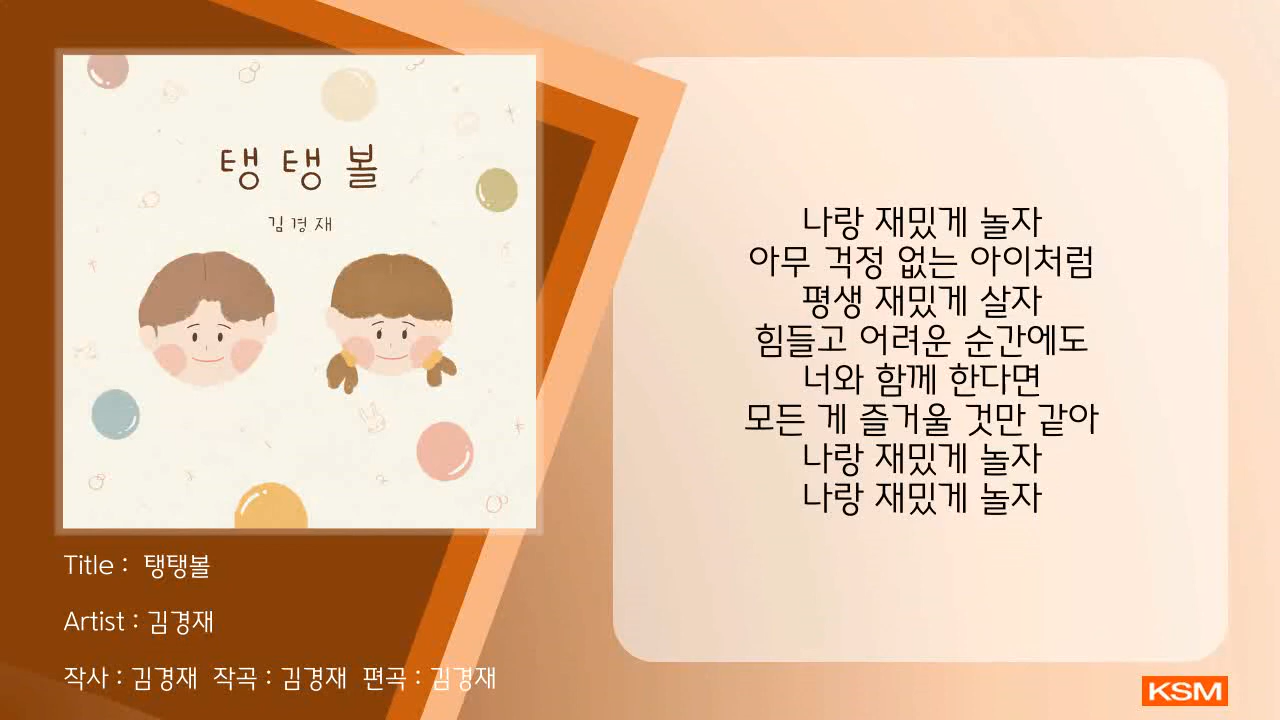 탱탱볼
김경재
Title : 탱탱볼
Artist : 김경재
작사 : 김경재 작곡 : 김경재 편곡 : 김경재
나랑 재밌게 놀자
아무 걱정 없는 아이처럼
평생 재밌게 살자
힘들고 어려운 순간에도
너와 함께 한다면
모든 게 즐거울 것만 같아
나랑 재밌게 놀자
나랑 재밌게 놀자
KSM